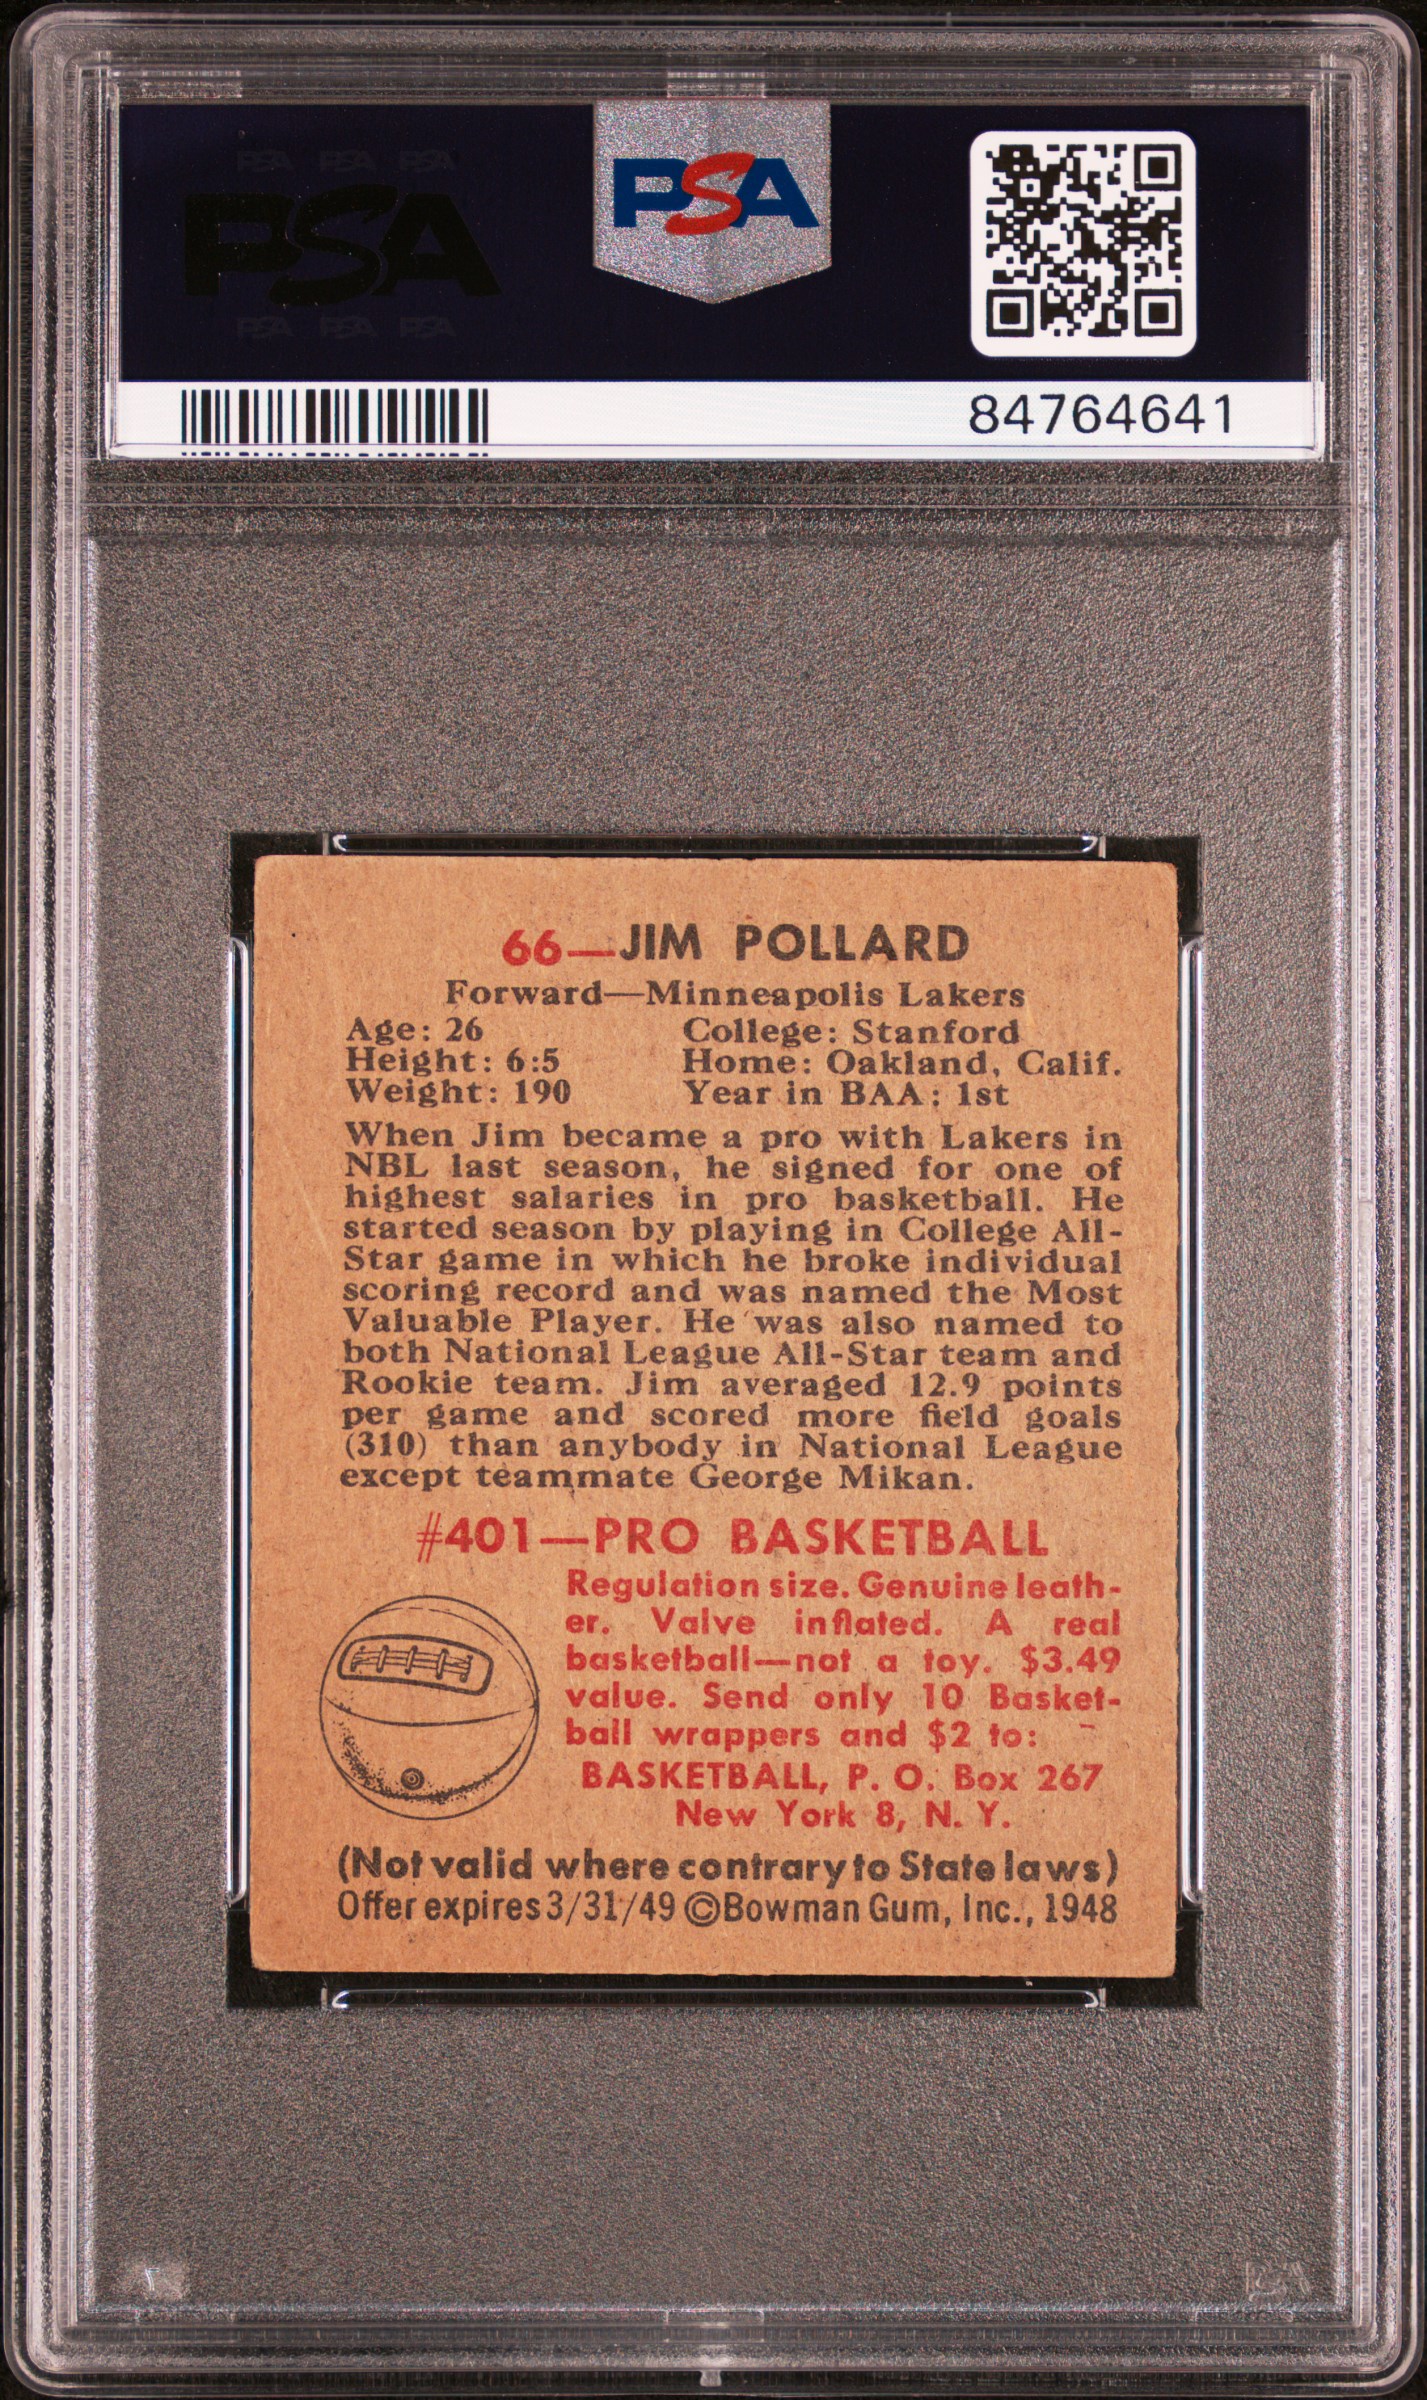 PSA PSA PSA
PSA
PSA PSA PSA
PSA
84764641
66—JIM POLLARD
Forward—Minneapolis Lakers
Age: 26 College: Stanford
Height: 6:5 Home: Oakland, Calif.
Weight: 190 Year in BAA: 1st
When Jim became a pro with Lakers in
NBL last season, he signed for one of
highest salaries in pro basketball. He
started season by playing in College All-
Star game in which he broke individual
scoring record and was named the Most
Valuable Player. He was also named to
both National League All-Star team and
Rookie team. Jim averaged 12.9 points
per game and scored more field goals
(310) than anybody in National League
except teammate George Mikan.
#401—PRO BASKETBALL
Regulation size. Genuine leath-
er. Valve inflated. A real
basketball—not a toy. $3.49
value. Send only 10 Basket-
ball wrappers and $2 to:
BASKETBALL, P. O. Box 267
New York 8, N. Y.
(Not valid where contrary to State laws)
Offer expires 3/31/49 ©Bowman Gum, Inc., 1948
PSA